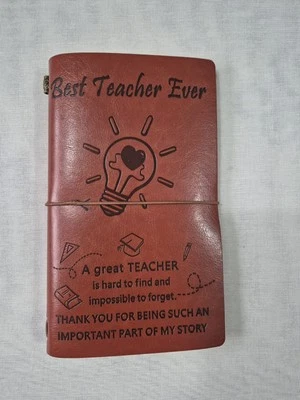 Best Teacher Ever
A great TEACHER
is hard to find and
impossible to forget.
THANK YOU FOR BEING SUCH AN
IMPORTANT PART OF MY STORY